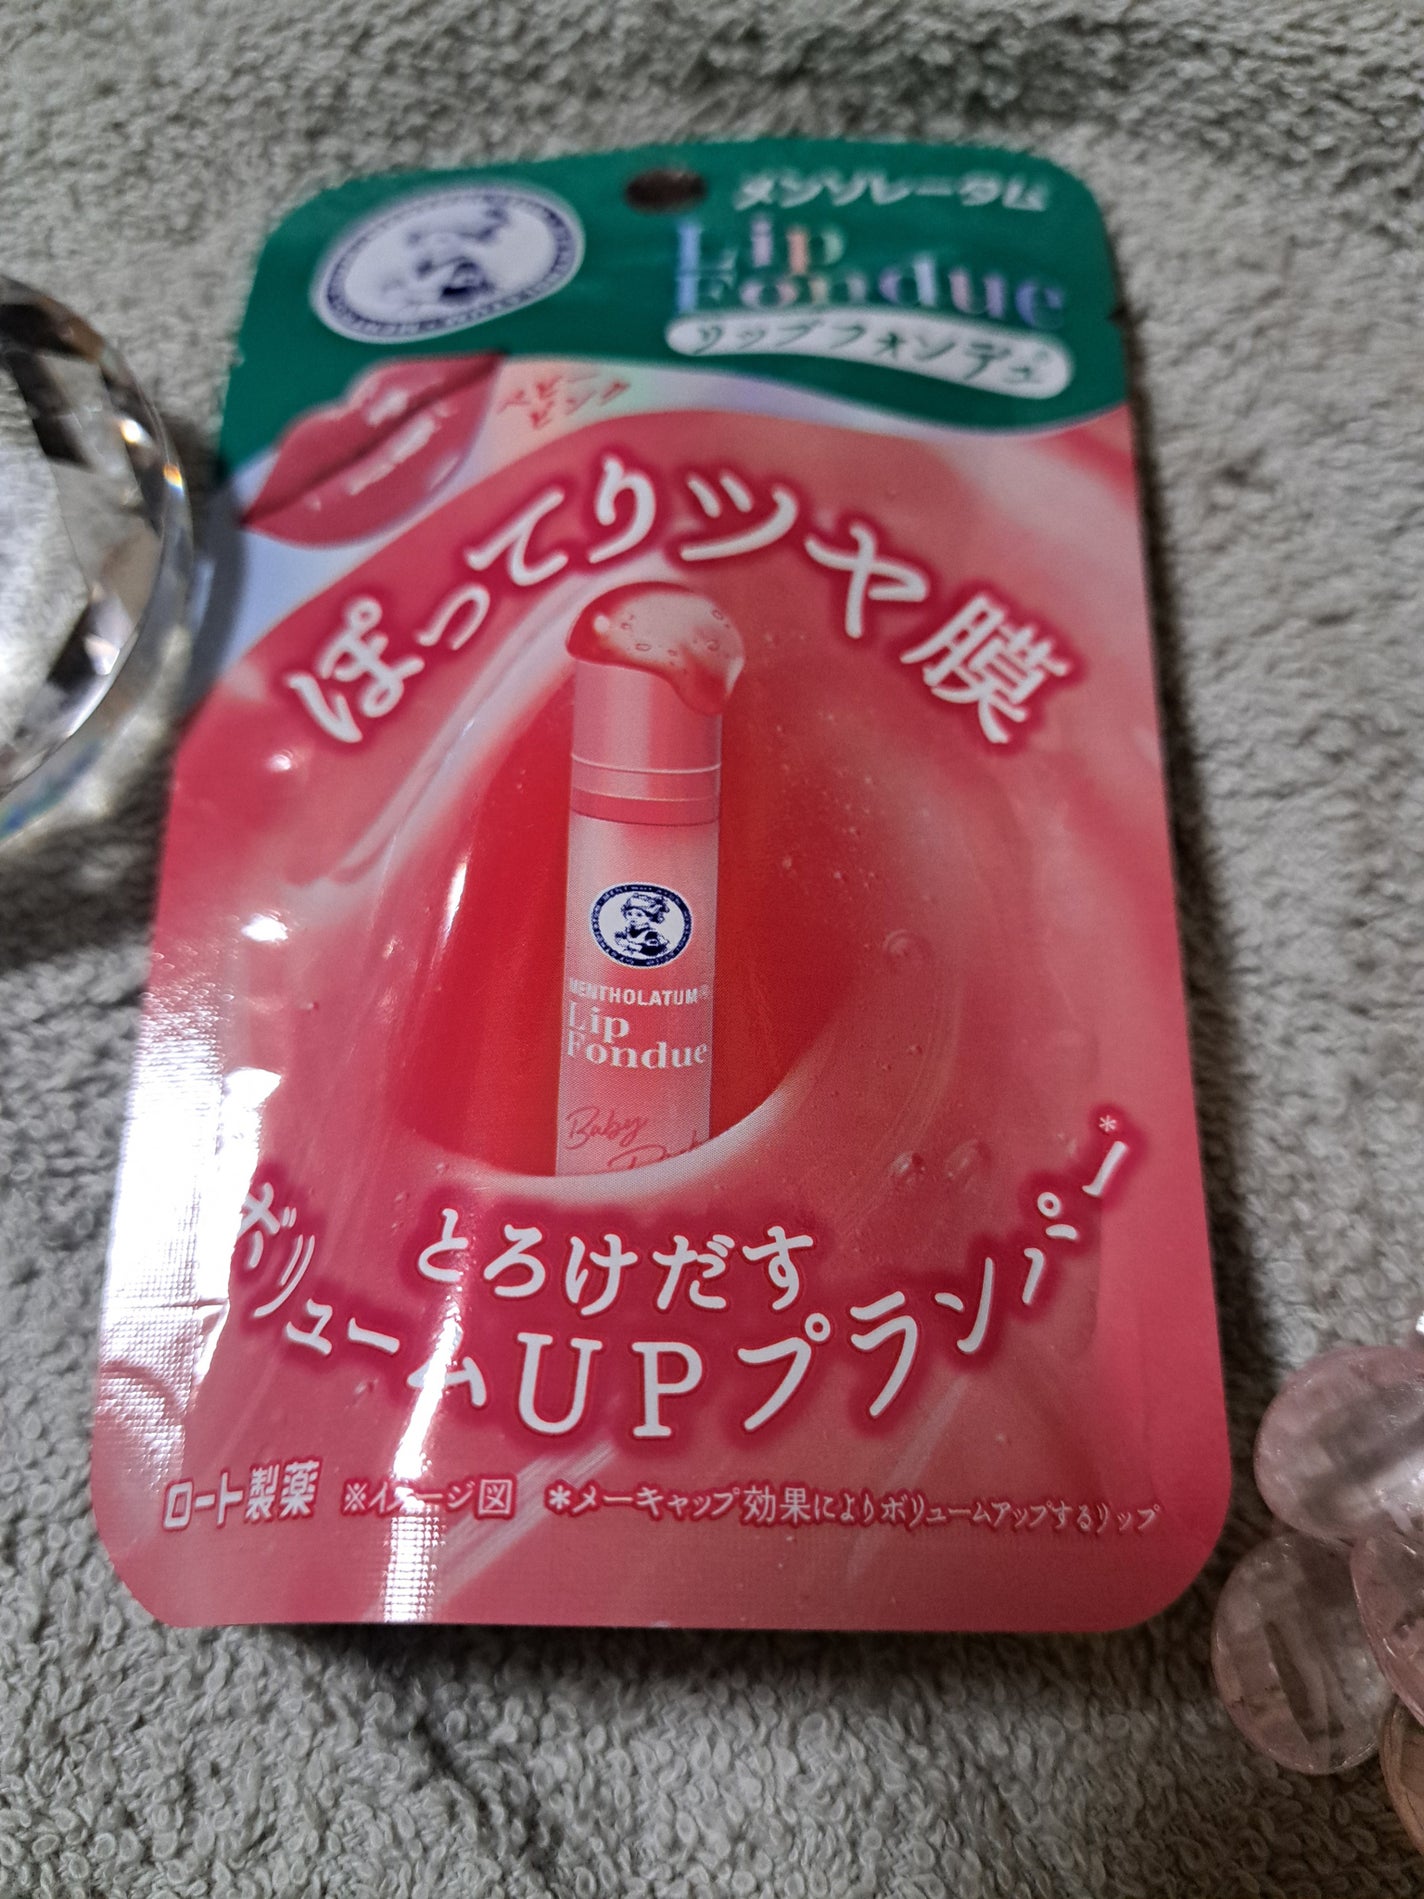 メンソレータム
Lip
Fondue
リップフォンデュ
ベビー
ピンク
ぽってりツヤ膜
MENTHOLATUM®
Lip
Fondue
Baby
とろけだす
ボリュームUPプランパー*
ロート製薬 ※イメージ図 *メーキャップ効果によりボリュームアップするリップ